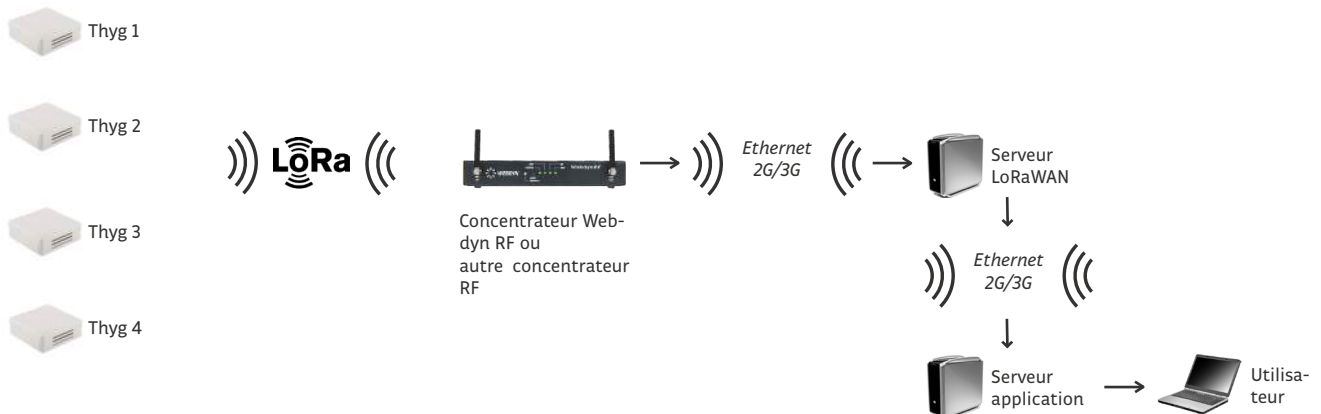 Thyg 1
Thyg 2
Thyg 3
Thyg 4
LoRa
WEBDYN
Concentrateur Web-
dyn RF ou
autre concentrateur
RF
Ethernet
2G/3G
Serveur
LoRaWAN
Ethernet
2G/3G
Serveur
application
Utilisa-
teur